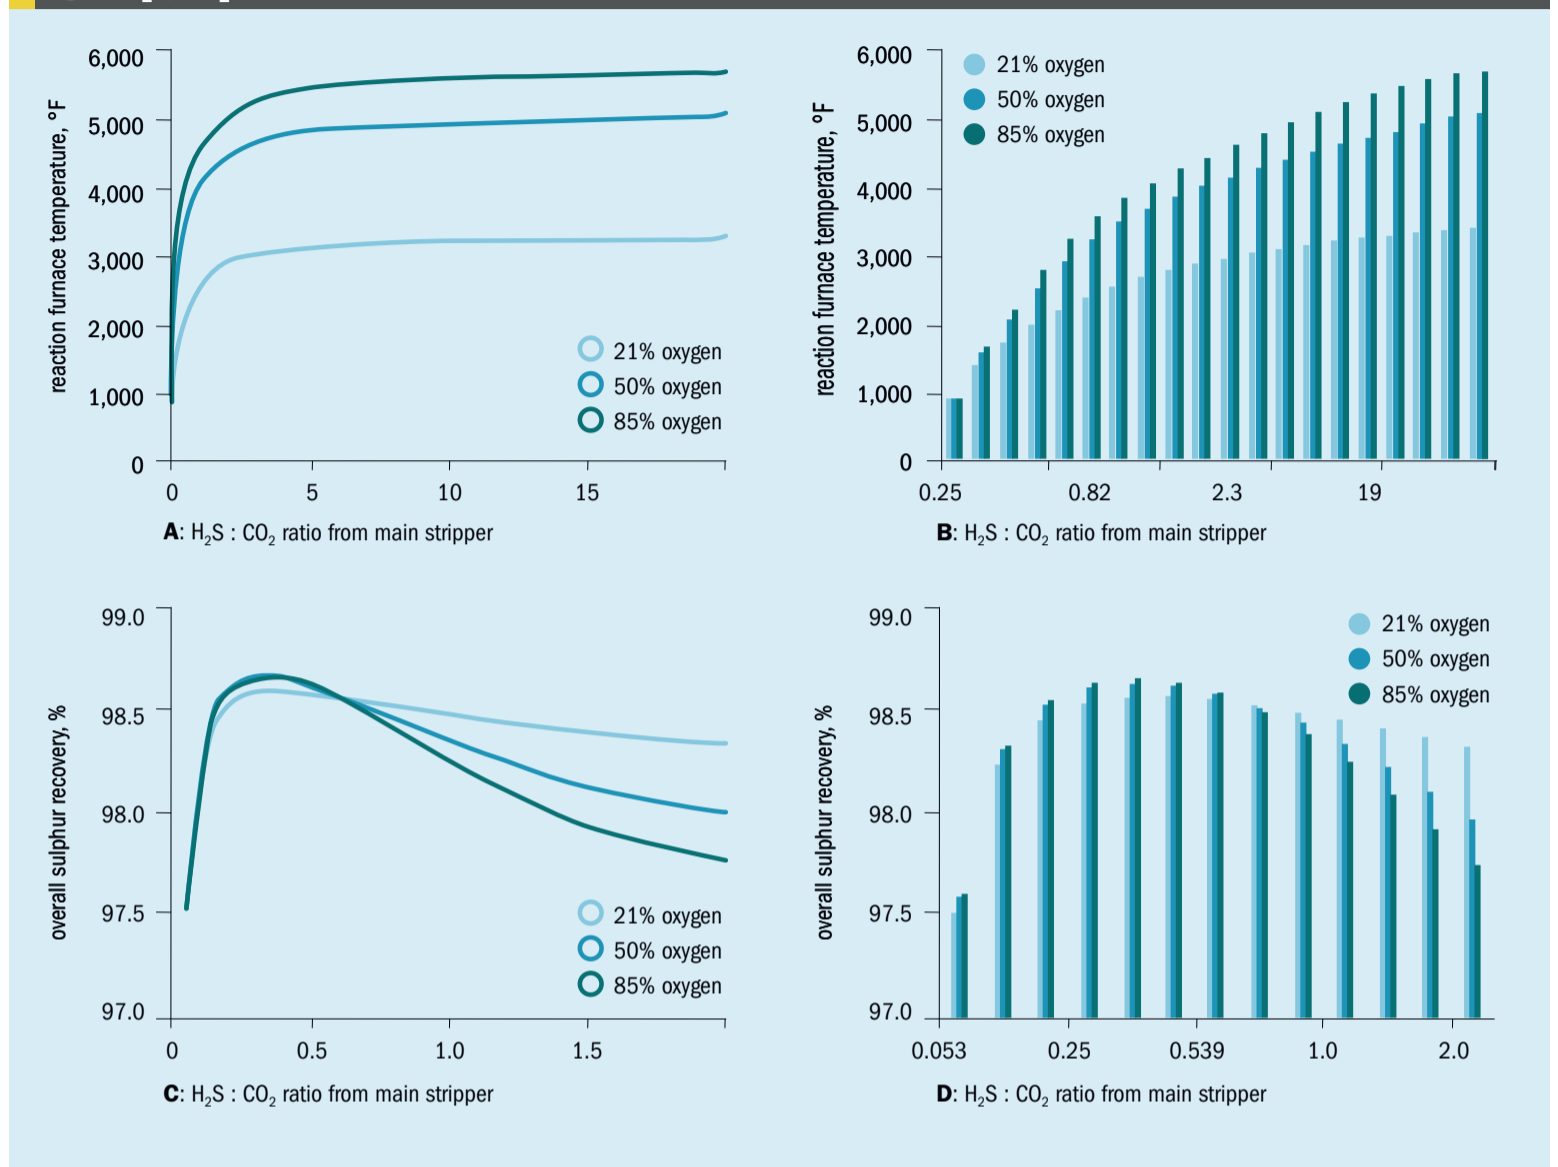 6,000
5,000
4,000
3,000
2,000
1,000
0
reaction furnace temperature, °F
21% oxygen
50% oxygen
85% oxygen
0 5 10 15
A: H₂S : CO₂ ratio from main stripper
6,000
5,000
4,000
3,000
2,000
1,000
0
reaction furnace temperature, °F
21% oxygen
50% oxygen
85% oxygen
0.25 0.82 2.3 19
B: H₂S : CO₂ ratio from main stripper
99.0
98.5
98.0
97.5
97.0
overall sulphur recovery, %
21% oxygen
50% oxygen
85% oxygen
0 0.5 1.0 1.5
C: H₂S : CO₂ ratio from main stripper
99.0
98.5
98.0
97.5
97.0
overall sulphur recovery, %
21% oxygen
50% oxygen
85% oxygen
0.053 0.25 0.539 1.0 2.0
D: H₂S : CO₂ ratio from main stripper